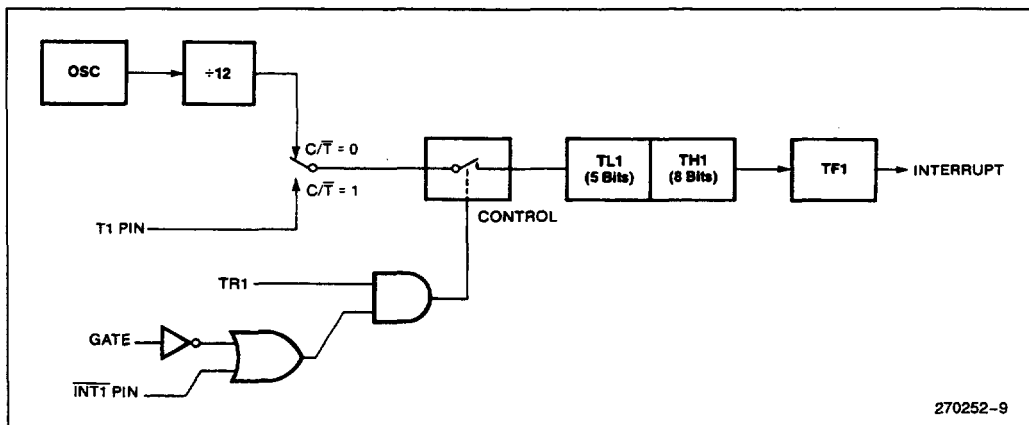 OSC
÷12
C/T̅ = 0
C/T̅ = 1
T1 PIN
CONTROL
TL1
(5 Bits)
TH1
(8 Bits)
TF1
INTERRUPT
TR1
GATE
I̅N̅T̅1̅ PIN
270252-9